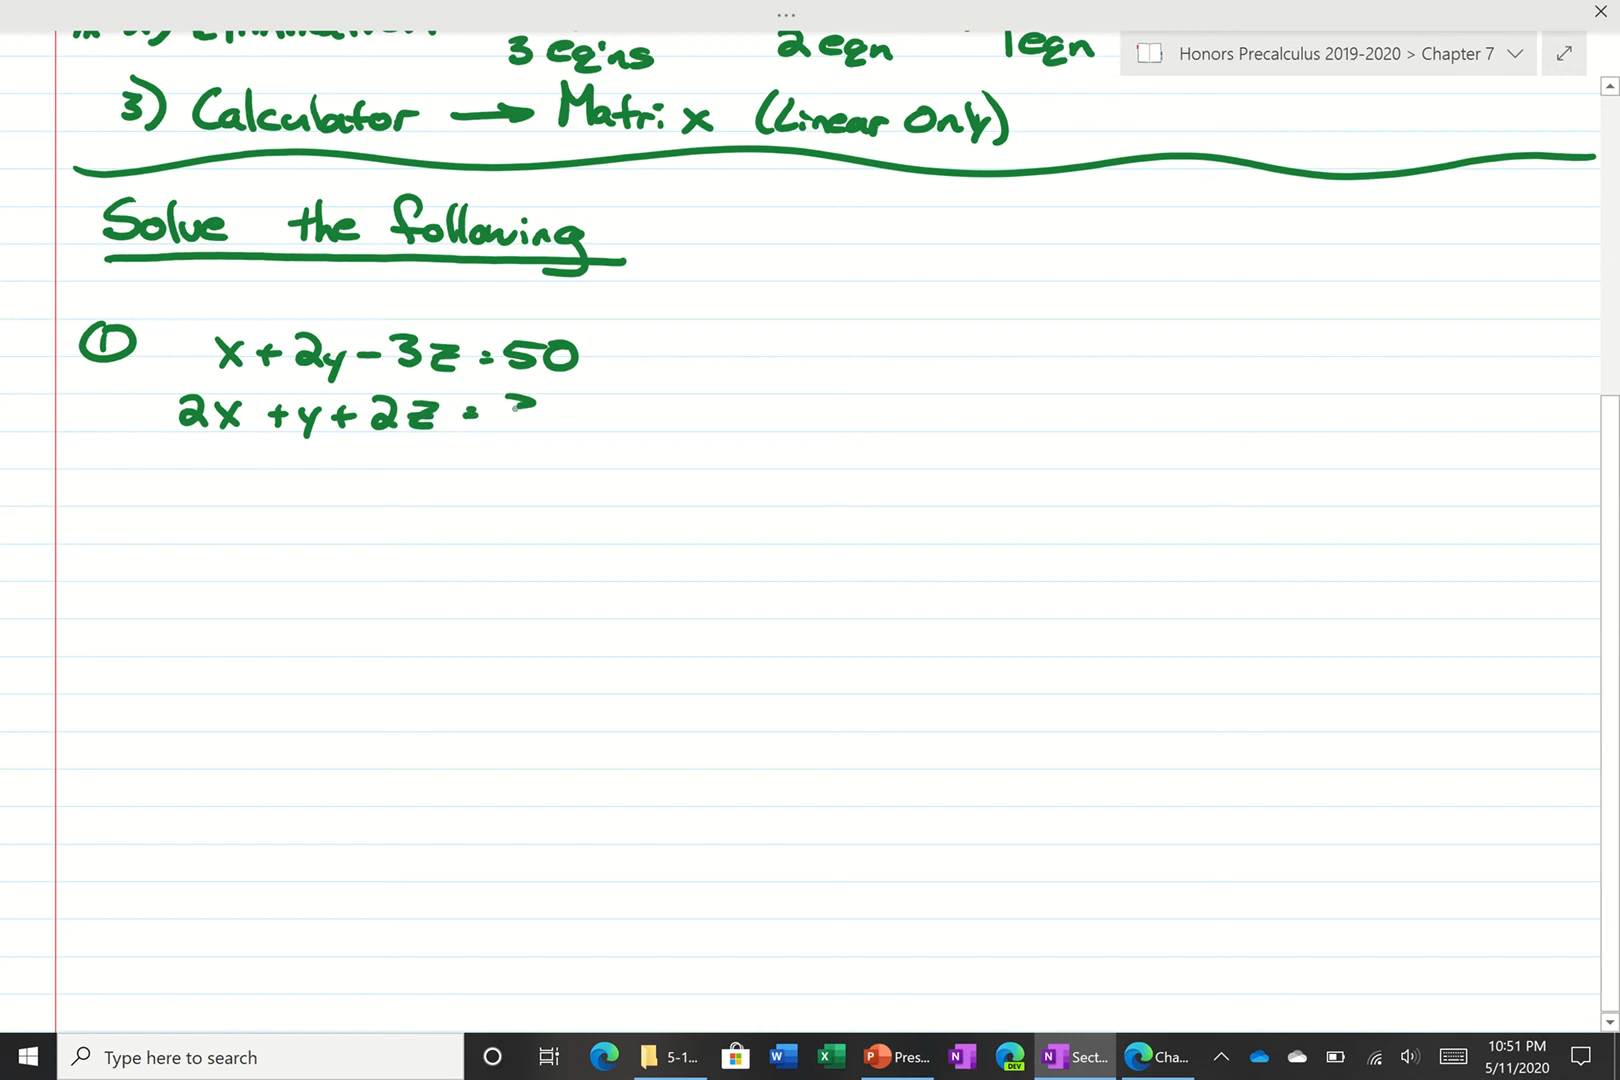 ...
Honors Precalculus 2019-2020 > Chapter 7
3 eq'ns 2 eqn 1 eqn
3) Calculator → Matrix (Linear Only)
Solve the following
① x + 2y - 3z = 50
2x + y + 2z =
Type here to search
5-1...
Pres...
DEV
Sect...
Cha...
10:51 PM
5/11/2020